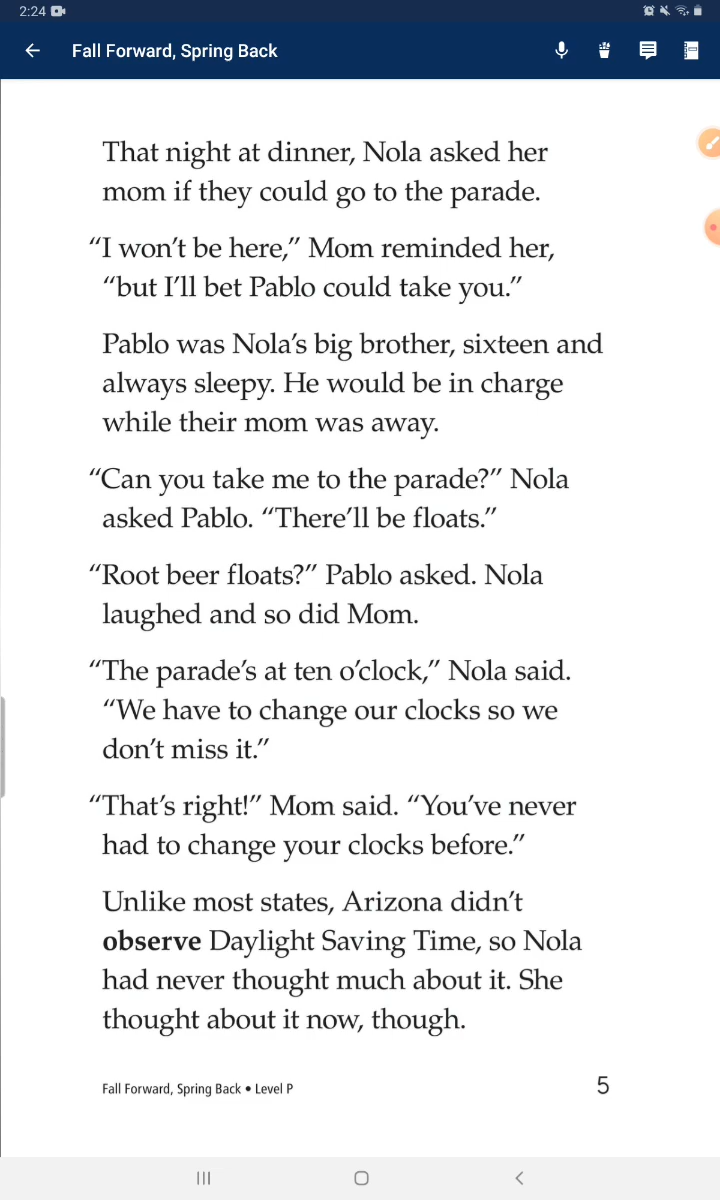 2:24
Fall Forward, Spring Back
That night at dinner, Nola asked her
mom if they could go to the parade.
“I won’t be here,” Mom reminded her,
“but I’ll bet Pablo could take you.”
Pablo was Nola’s big brother, sixteen and
always sleepy. He would be in charge
while their mom was away.
“Can you take me to the parade?” Nola
asked Pablo. “There’ll be floats.”
“Root beer floats?” Pablo asked. Nola
laughed and so did Mom.
“The parade’s at ten o’clock,” Nola said.
“We have to change our clocks so we
don’t miss it.”
“That’s right!” Mom said. “You’ve never
had to change your clocks before.”
Unlike most states, Arizona didn’t
observe Daylight Saving Time, so Nola
had never thought much about it. She
thought about it now, though.
Fall Forward, Spring Back • Level P
5